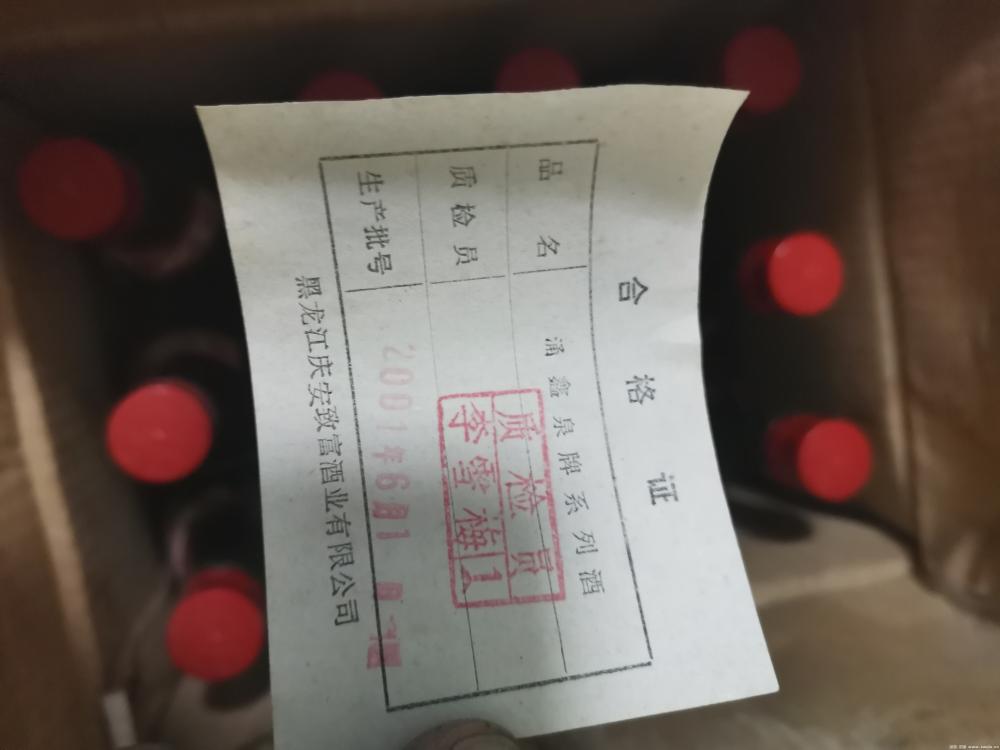 合格证
品名 涌鑫泉牌系列酒
质检员
质检员
李雪梅 1
生产批号 2001年6月1日
黑龙江庆安致富酒业有限公司